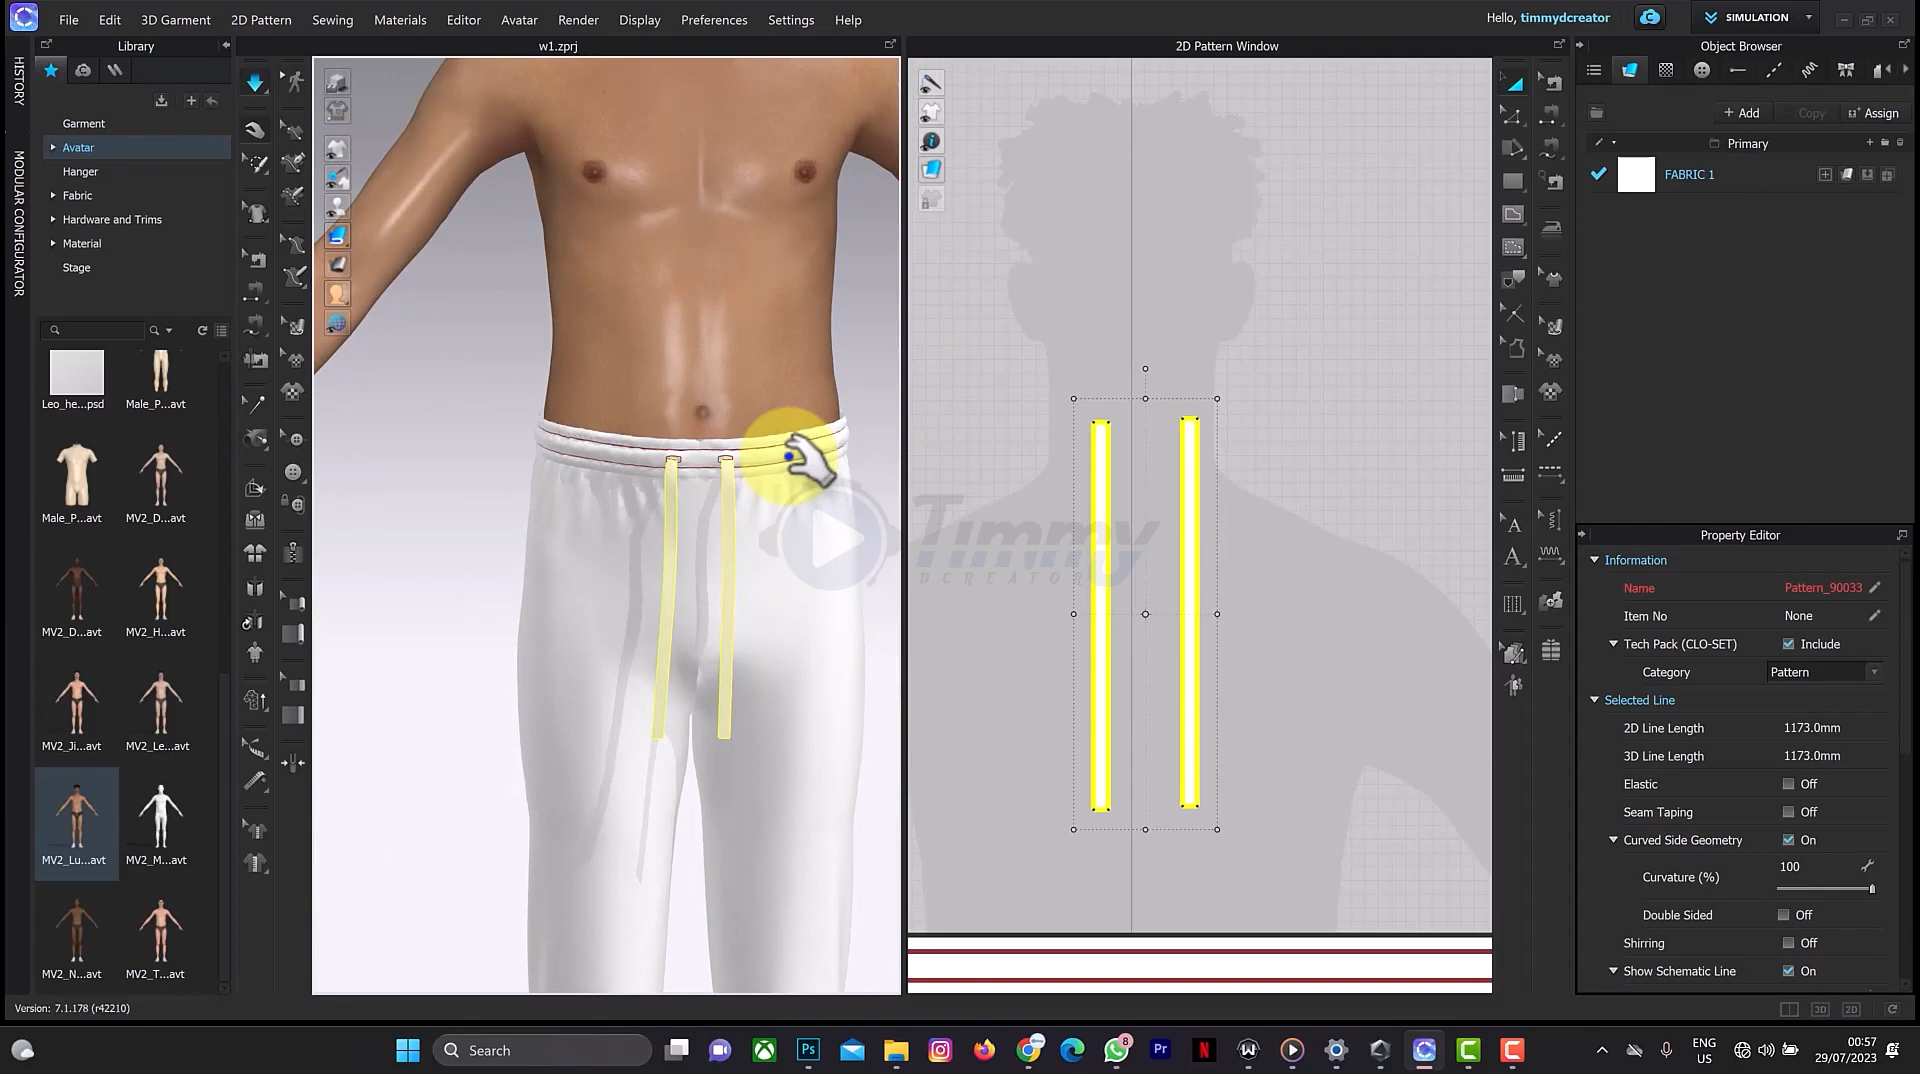 File Edit 3D Garment 2D Pattern Sewing Materials Editor Avatar Render Display Preferences Settings Help
Hello, timmydcreator
SIMULATION
HISTORY
MODULAR CONFIGURATOR
Library
w1.zprj
2D Pattern Window
Object Browser
Garment
Avatar
Hanger
Fabric
Hardware and Trims
Material
Stage
Leo_he...psd Male_P...avt
Male_P...avt MV2_D...avt
MV2_D...avt MV2_H...avt
MV2_Ji...avt MV2_Le...avt
MV2_Lu...avt MV2_M...avt
MV2_N...avt MV2_T...avt
Version: 7.1.178 (r42210)
Timmy
DCREATOR
+ Add Copy Assign
Primary
FABRIC 1
Property Editor
Information
Name Pattern_90033
Item No None
Tech Pack (CLO-SET) Include
Category Pattern
Selected Line
2D Line Length 1173.0mm
3D Line Length 1173.0mm
Elastic Off
Seam Taping Off
Curved Side Geometry On
Curvature (%) 100
Double Sided Off
Shirring Off
Show Schematic Line On
3D 2D
Search
Ps
8
Pr
N
ENG
US
00:57
29/07/2023